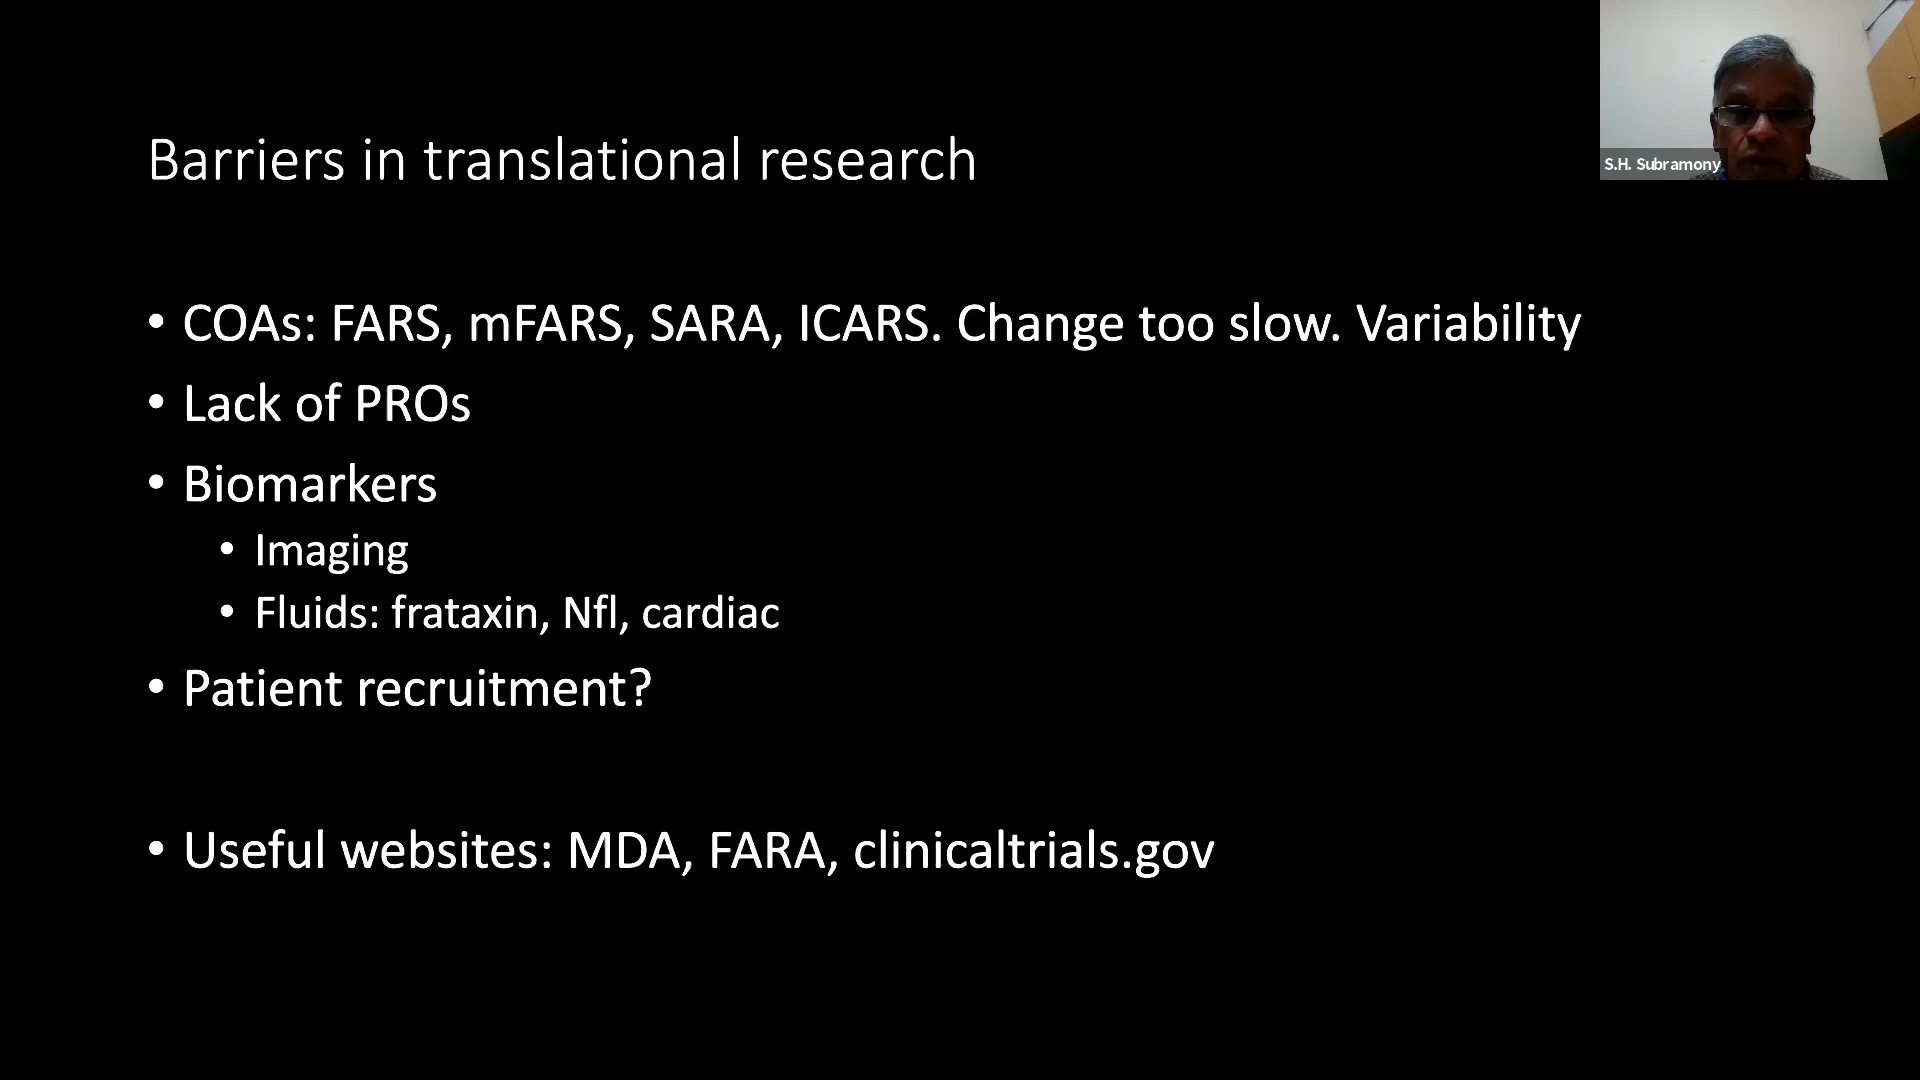 Barriers in translational research
S.H. Subramony
• COAs: FARS, mFARS, SARA, ICARS. Change too slow. Variability
• Lack of PROs
• Biomarkers
• Imaging
• Fluids: frataxin, Nfl, cardiac
• Patient recruitment?
• Useful websites: MDA, FARA, clinicaltrials.gov